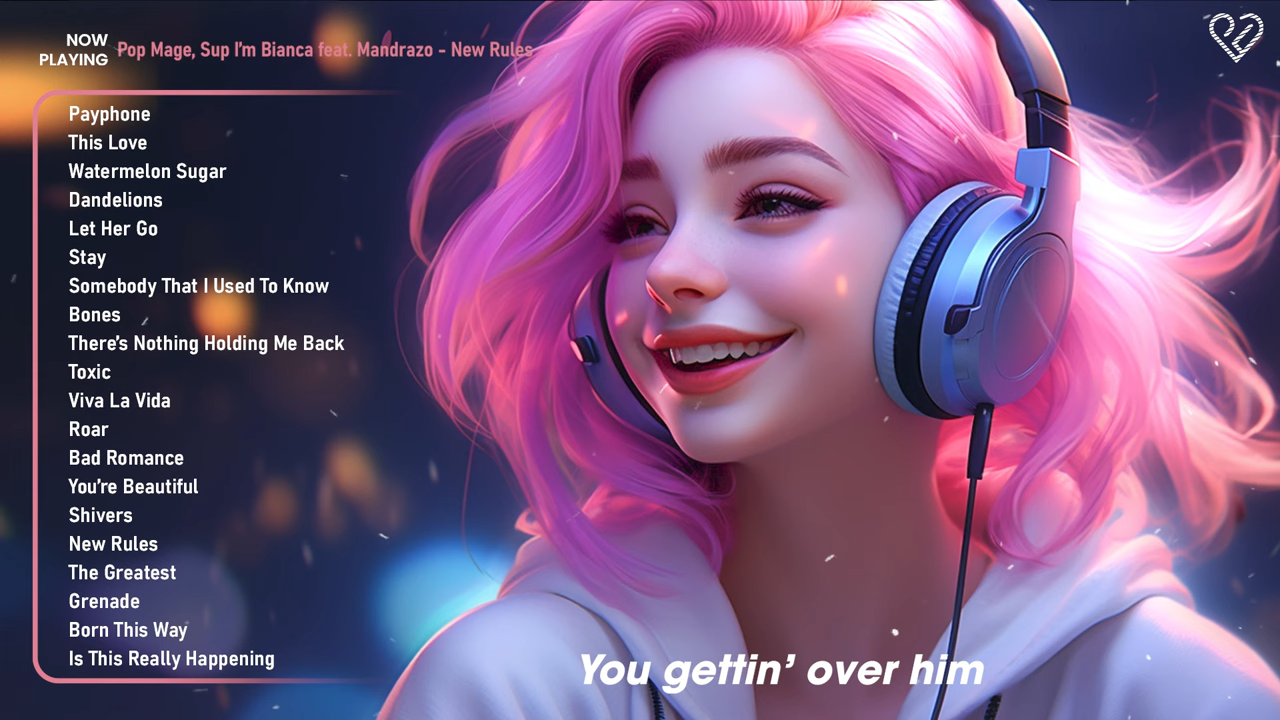 NOW
PLAYING
Pop Mage, Sup I'm Bianca feat. Mandrazo - New Rules
Payphone
This Love
Watermelon Sugar
Dandelions
Let Her Go
Stay
Somebody That I Used To Know
Bones
There's Nothing Holding Me Back
Toxic
Viva La Vida
Roar
Bad Romance
You're Beautiful
Shivers
New Rules
The Greatest
Grenade
Born This Way
Is This Really Happening
You gettin' over him